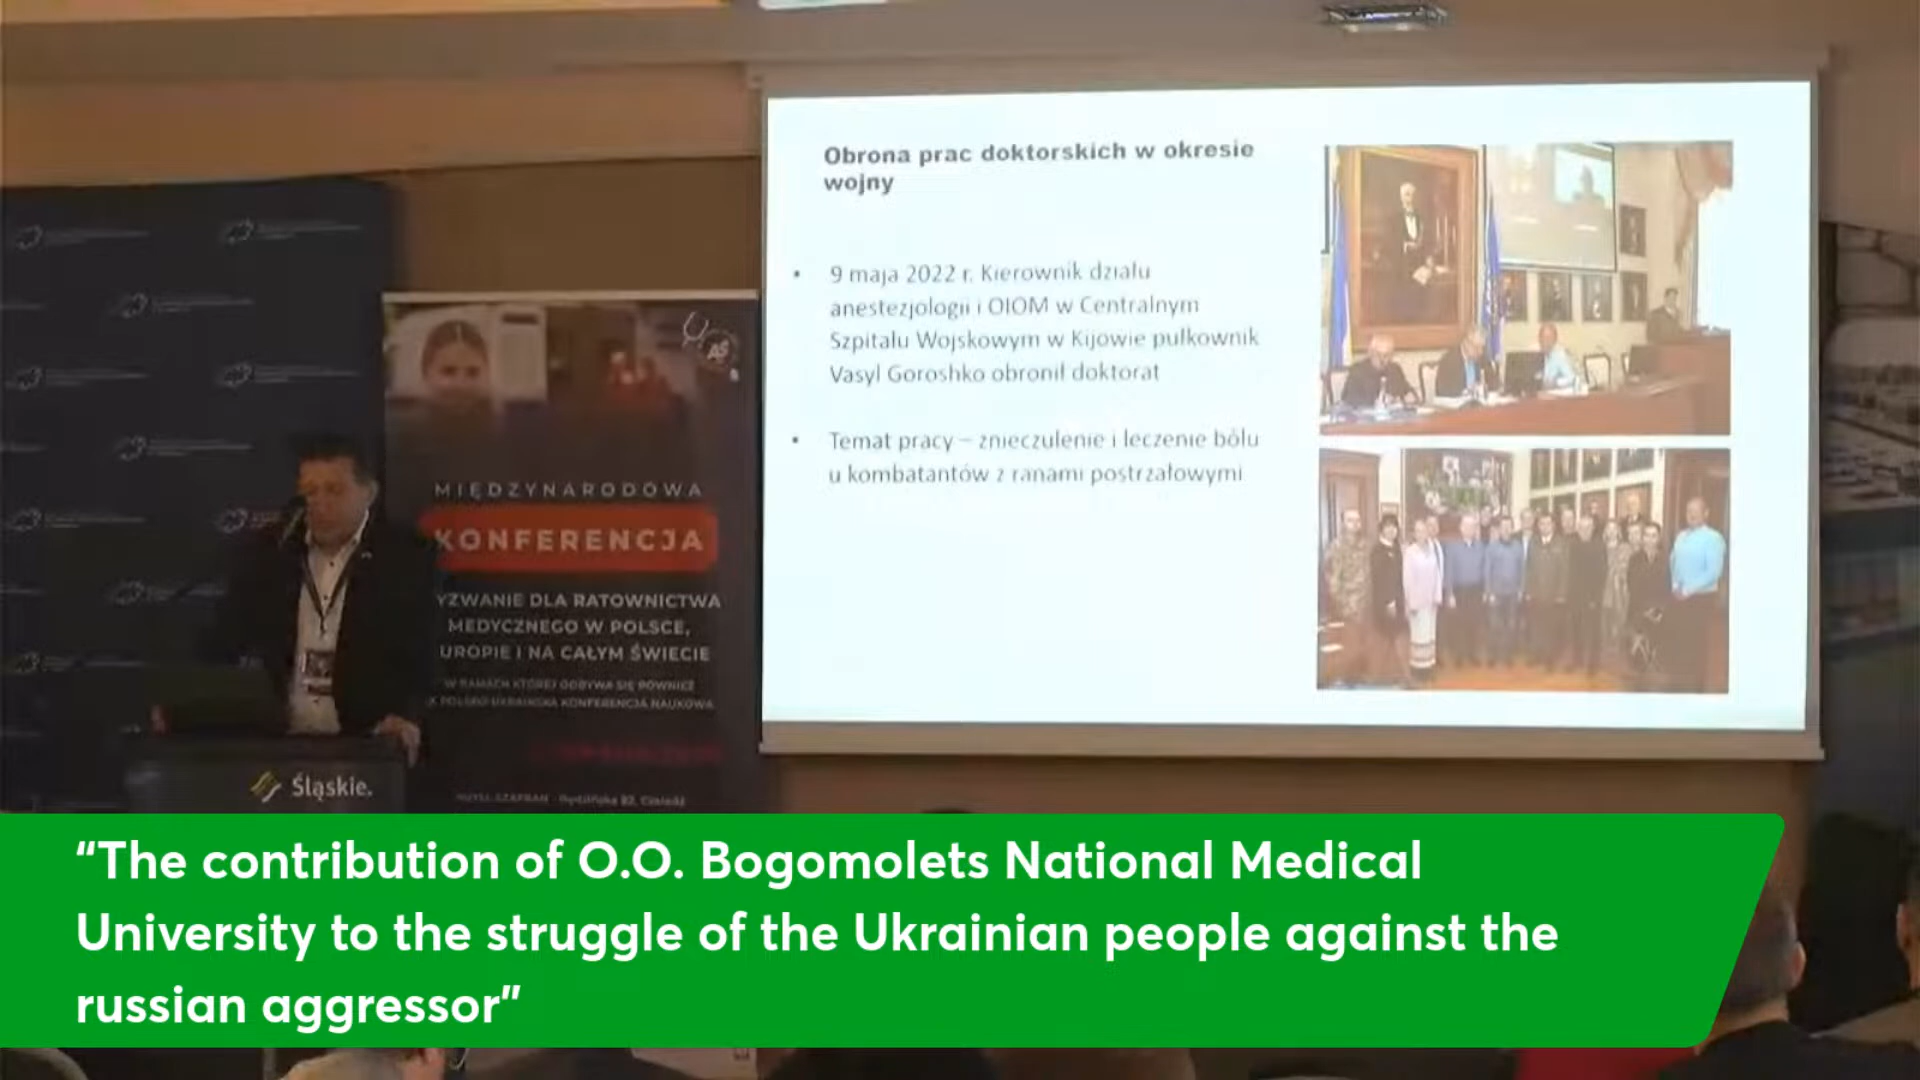 Obrona prac doktorskich w okresie
wojny
• 9 maja 2022 r. Kierownik działu
anestezjologii i OIOM w Centralnym
Szpitalu Wojskowym w Kijowie pułkownik
Vasyl Goroshko obronił doktorat
• Temat pracy – znieczulenie i leczenie bólu
u kombatantów z ranami postrzałowymi
MIĘDZYNARODOWA
KONFERENCJA
YZWANIE DLA RATOWNICTWA
MEDYCZNEGO W POLSCE,
UROPIE I NA CAŁYM ŚWIECIE
W RAMACH KTÓREJ ODBYWA SIĘ RÓWNIEŻ
POLSKO-UKRAIŃSKA KONFERENCJA NAUKOWA
Śląskie.
“The contribution of O.O. Bogomolets National Medical
University to the struggle of the Ukrainian people against the
russian aggressor”